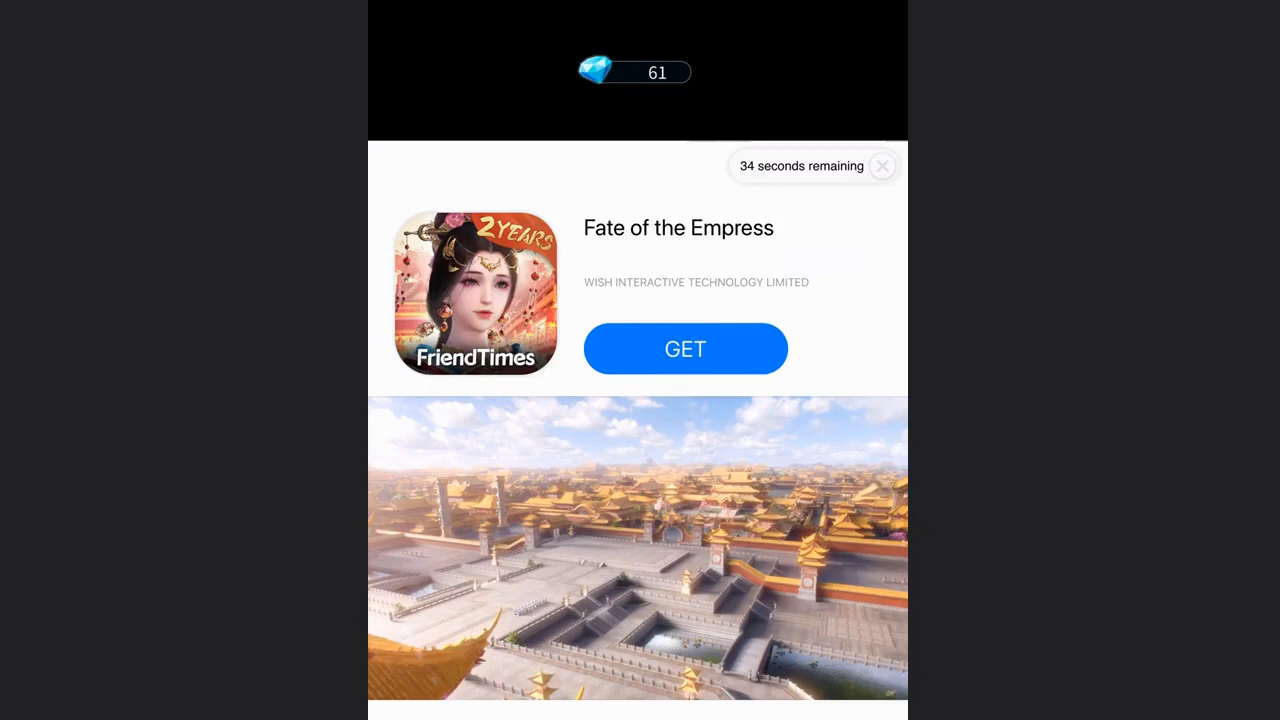 61
34 seconds remaining
2 YEARS
Fate of the Empress
WISH INTERACTIVE TECHNOLOGY LIMITED
GET
FriendTimes